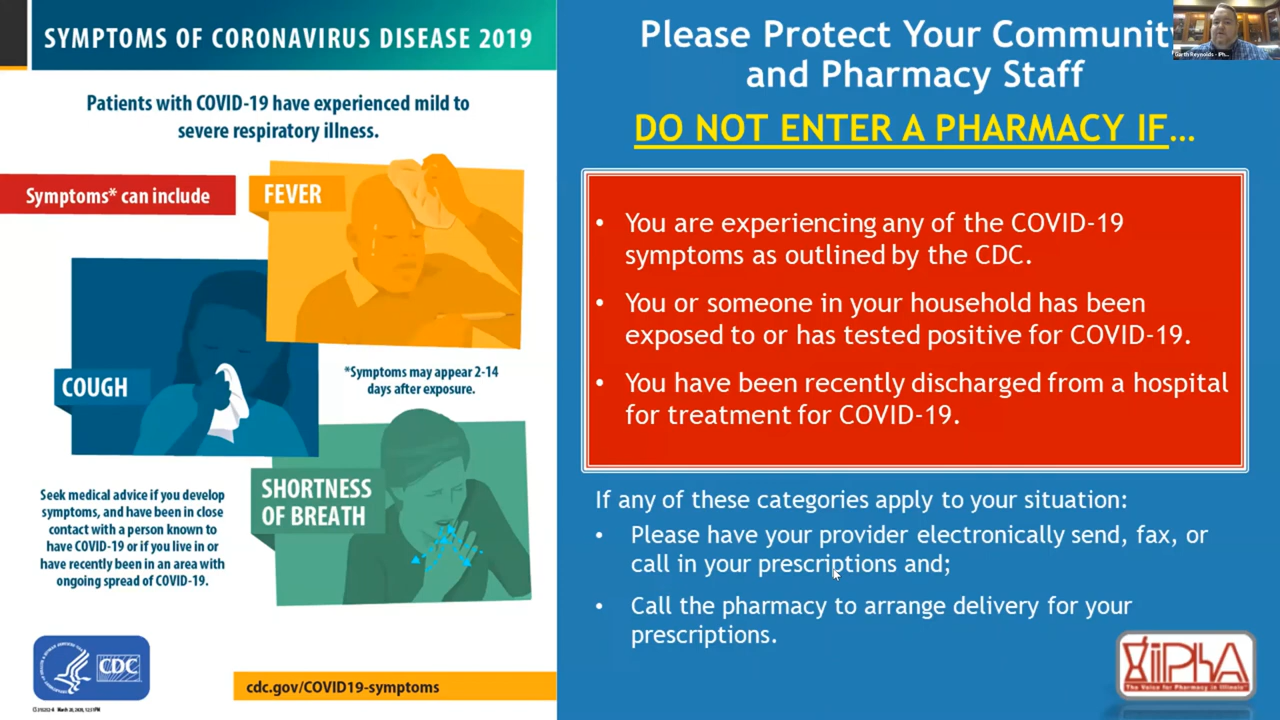 SYMPTOMS OF CORONAVIRUS DISEASE 2019
Patients with COVID-19 have experienced mild to
severe respiratory illness.
Symptoms* can include
FEVER
COUGH
*Symptoms may appear 2-14
days after exposure.
SHORTNESS
OF BREATH
Seek medical advice if you develop
symptoms, and have been in close
contact with a person known to
have COVID-19 or if you live in or
have recently been in an area with
ongoing spread of COVID-19.
CDC
cdc.gov/COVID19-symptoms
Please Protect Your Community
and Pharmacy Staff
DO NOT ENTER A PHARMACY IF…
• You are experiencing any of the COVID-19
symptoms as outlined by the CDC.
• You or someone in your household has been
exposed to or has tested positive for COVID-19.
• You have been recently discharged from a hospital
for treatment for COVID-19.
If any of these categories apply to your situation:
• Please have your provider electronically send, fax, or
call in your prescriptions and;
• Call the pharmacy to arrange delivery for your
prescriptions.
iPhA
The Voice for Pharmacy in Illinois
Garth Reynolds - IPh...